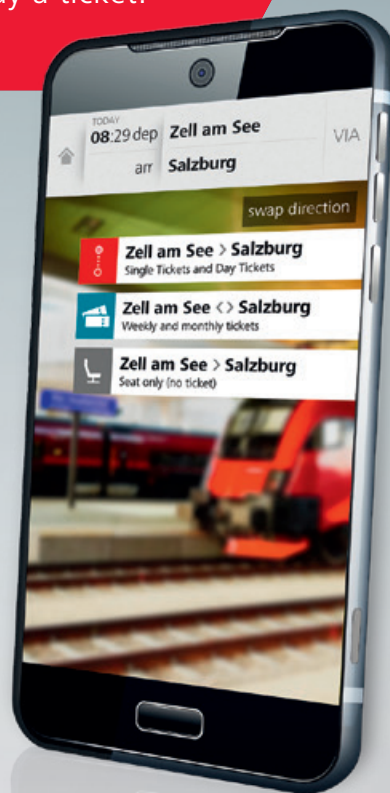 a ticket.
TODAY
08:29 dep Zell am See
VIA
arr Salzburg
swap direction
Zell am See > Salzburg
Single Tickets and Day Tickets
Zell am See <> Salzburg
Weekly and monthly tickets
Zell am See > Salzburg
Seat only (no ticket)